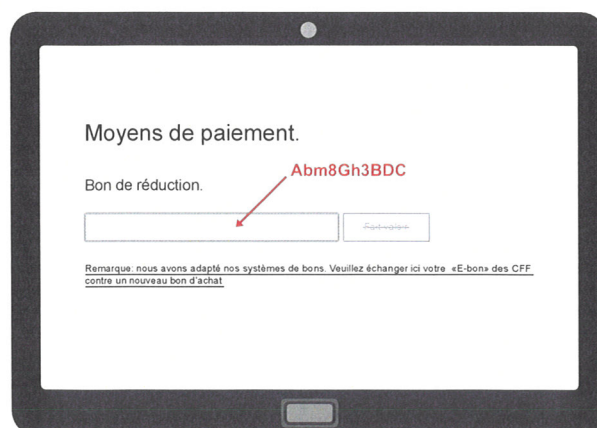 Moyens de paiement.
Abm8Gh3BDC
Bon de réduction.
Remarque: nous avons adapté nos systèmes de bons. Veuillez échanger ici votre «E-bon» des CFF
contre un nouveau bon d'achat